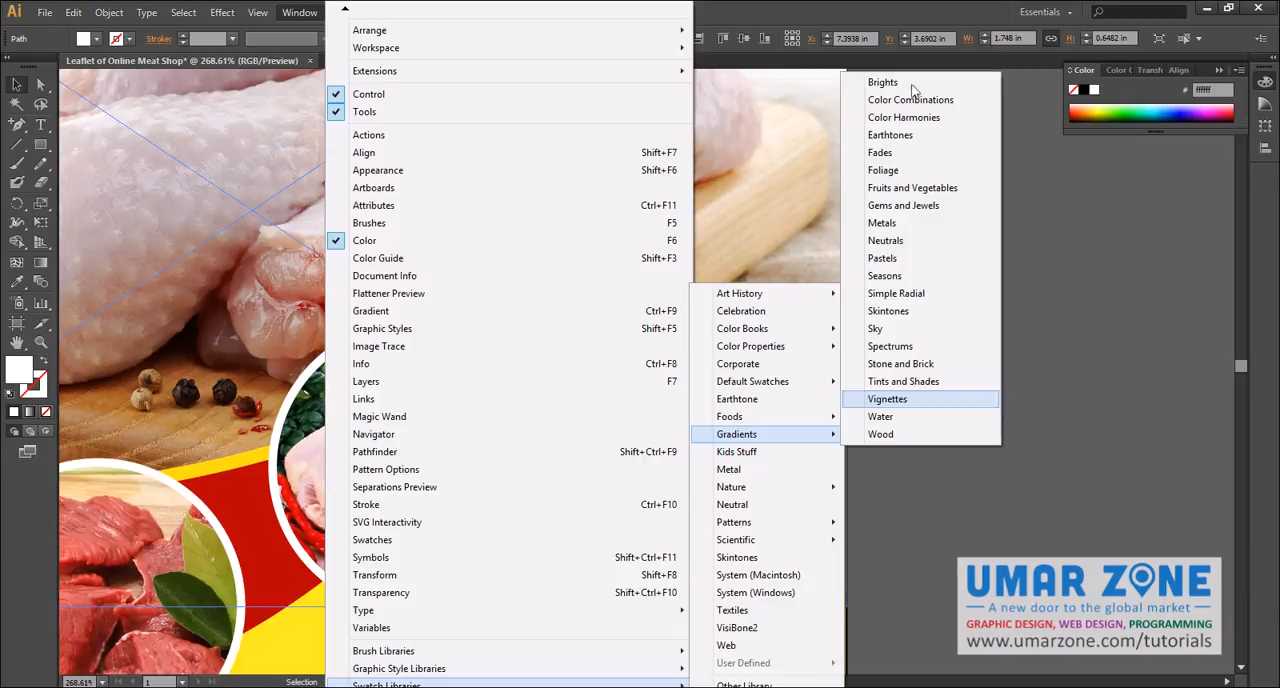 Ai File Edit Object Type Select Effect View Window Essentials
Path Stroke: X: 7.3938 in Y: 3.6902 in W: 1.748 in H: 0.6482 in
Leaflet of Online Meat Shop* @ 268.61% (RGB/Preview) ×
Arrange
Workspace
Extensions
Control
Tools
Actions
Align Shift+F7
Appearance Shift+F6
Artboards
Attributes Ctrl+F11
Brushes F5
Color F6
Color Guide Shift+F3
Document Info
Flattener Preview
Gradient Ctrl+F9
Graphic Styles Shift+F5
Image Trace
Info Ctrl+F8
Layers F7
Links
Magic Wand
Navigator
Pathfinder Shift+Ctrl+F9
Pattern Options
Separations Preview
Stroke Ctrl+F10
SVG Interactivity
Swatches
Symbols Shift+Ctrl+F11
Transform Shift+F8
Transparency Shift+Ctrl+F10
Type
Variables
Brush Libraries
Graphic Style Libraries
Swatch Libraries
Art History
Celebration
Color Books
Color Properties
Corporate
Default Swatches
Earthtone
Foods
Gradients
Kids Stuff
Metal
Nature
Neutral
Patterns
Scientific
Skintones
System (Macintosh)
System (Windows)
Textiles
VisiBone2
Web
User Defined
Other Library
Brights
Color Combinations
Color Harmonies
Earthtones
Fades
Foliage
Fruits and Vegetables
Gems and Jewels
Metals
Neutrals
Pastels
Seasons
Simple Radial
Skintones
Sky
Spectrums
Stone and Brick
Tints and Shades
Vignettes
Water
Wood
Color Color G Transfo Align
# ffffff
UMAR ZONE
A new door to the global market
GRAPHIC DESIGN, WEB DESIGN, PROGRAMMING
www.umarzone.com/tutorials
268.61% 1 Selection